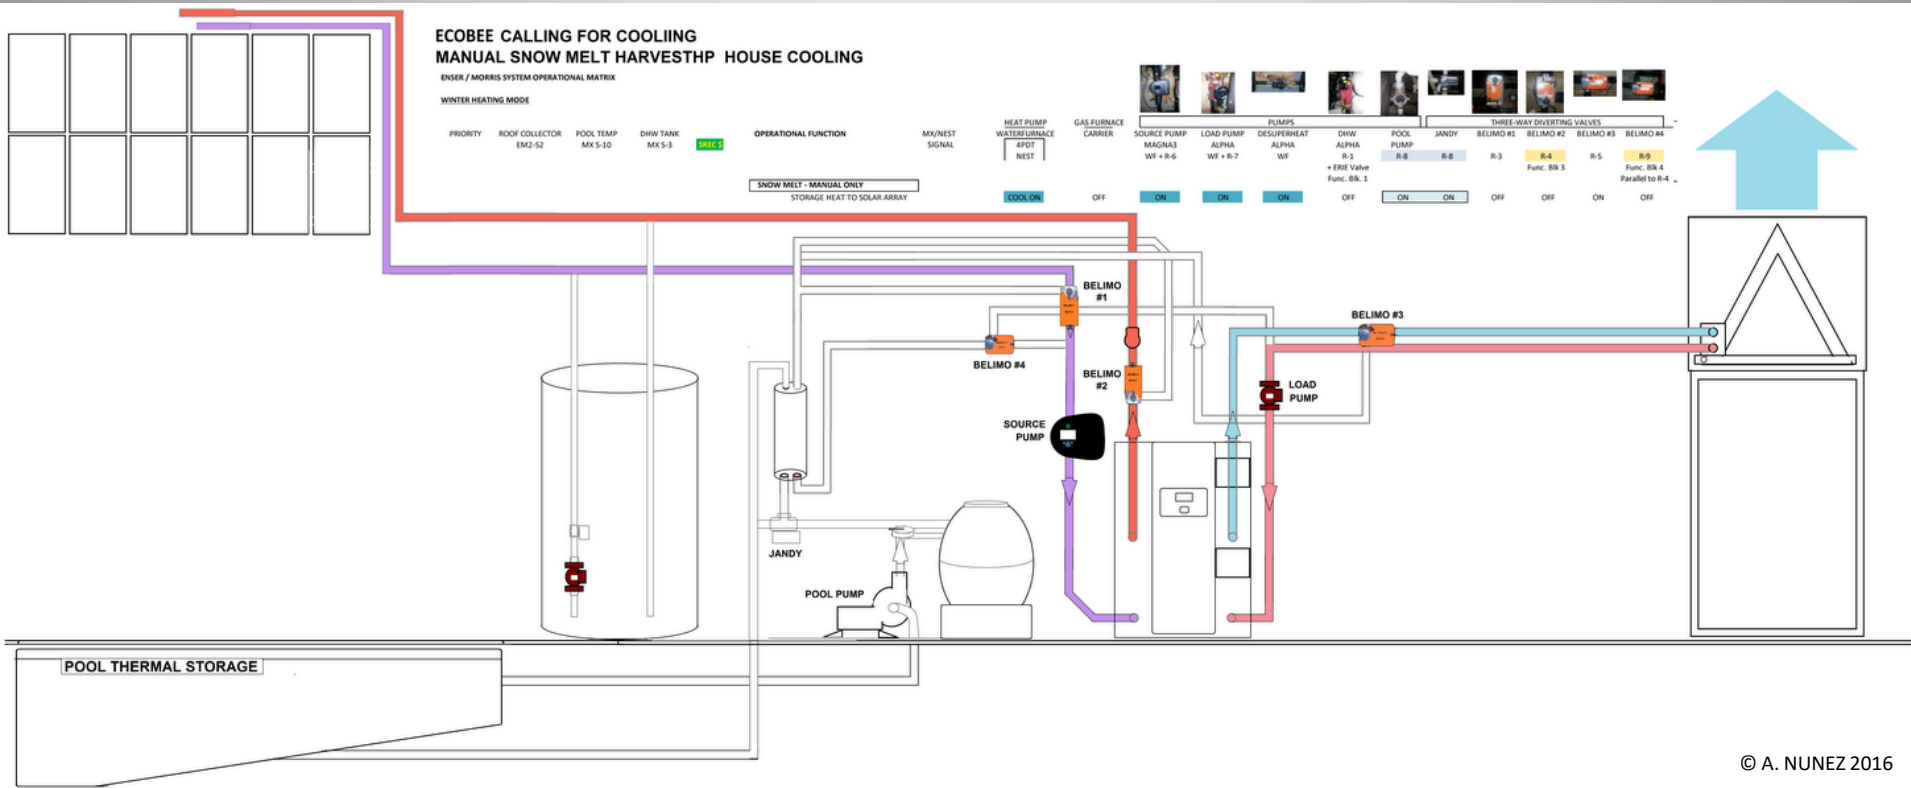 ECOBEE CALLING FOR COOLIING
MANUAL SNOW MELT HARVESTHP HOUSE COOLING
ENSER / MORRIS SYSTEM OPERATIONAL MATRIX
WINTER HEATING MODE
HEAT PUMP GAS FURNACE PUMPS THREE-WAY DIVERTING VALVES
PRIORITY ROOF COLLECTOR POOL TEMP DHW TANK OPERATIONAL FUNCTION MX/NEST WATERFURNACE CARRIER SOURCE PUMP LOAD PUMP DESUPERHEAT DHW POOL JANDY BELIMO #1 BELIMO #2 BELIMO #3 BELIMO #4
EM2-S2 MX S-10 MX S-3 SREC $ SIGNAL 4PDT MAGNA3 ALPHA ALPHA ALPHA PUMP
NEST WF + R-6 WF + R-7 WF R-1 R-8 R-8 R-3 R-4 R-5 R-9
+ ERIE Valve Func. Blk 3 Func. Blk 4
Func. Blk. 1 Parallel to R-4
SNOW MELT - MANUAL ONLY
STORAGE HEAT TO SOLAR ARRAY COOL ON OFF ON ON ON OFF ON ON OFF OFF ON OFF
BELIMO
#1
BELIMO #3
BELIMO #4
BELIMO
#2
LOAD
PUMP
SOURCE
PUMP
JANDY
POOL PUMP
POOL THERMAL STORAGE
© A. NUNEZ 2016